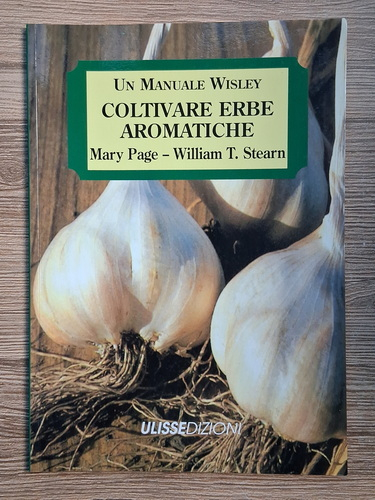 UN MANUALE WISLEY
COLTIVARE ERBE
AROMATICHE
Mary Page – William T. Stearn
ULISSEDIZIONI